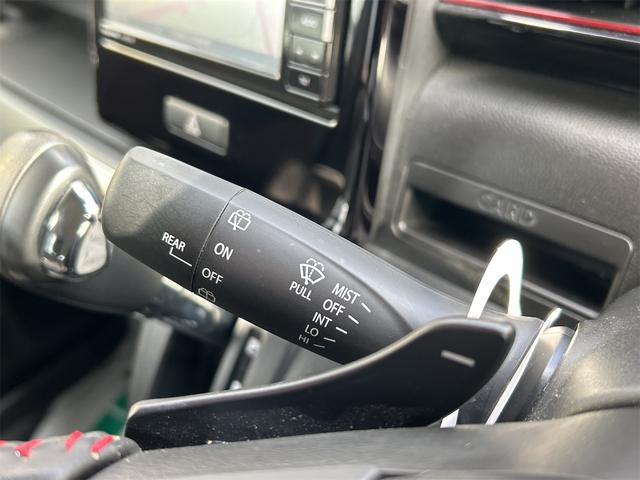 CARD
REAR
ON
OFF
PULL
MIST
OFF
INT
LO
HI